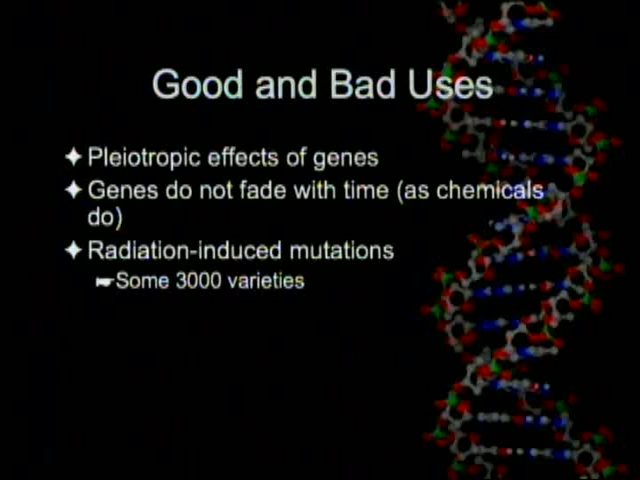 Good and Bad Uses
Pleiotropic effects of genes
Genes do not fade with time (as chemicals
do)
Radiation-induced mutations
Some 3000 varieties